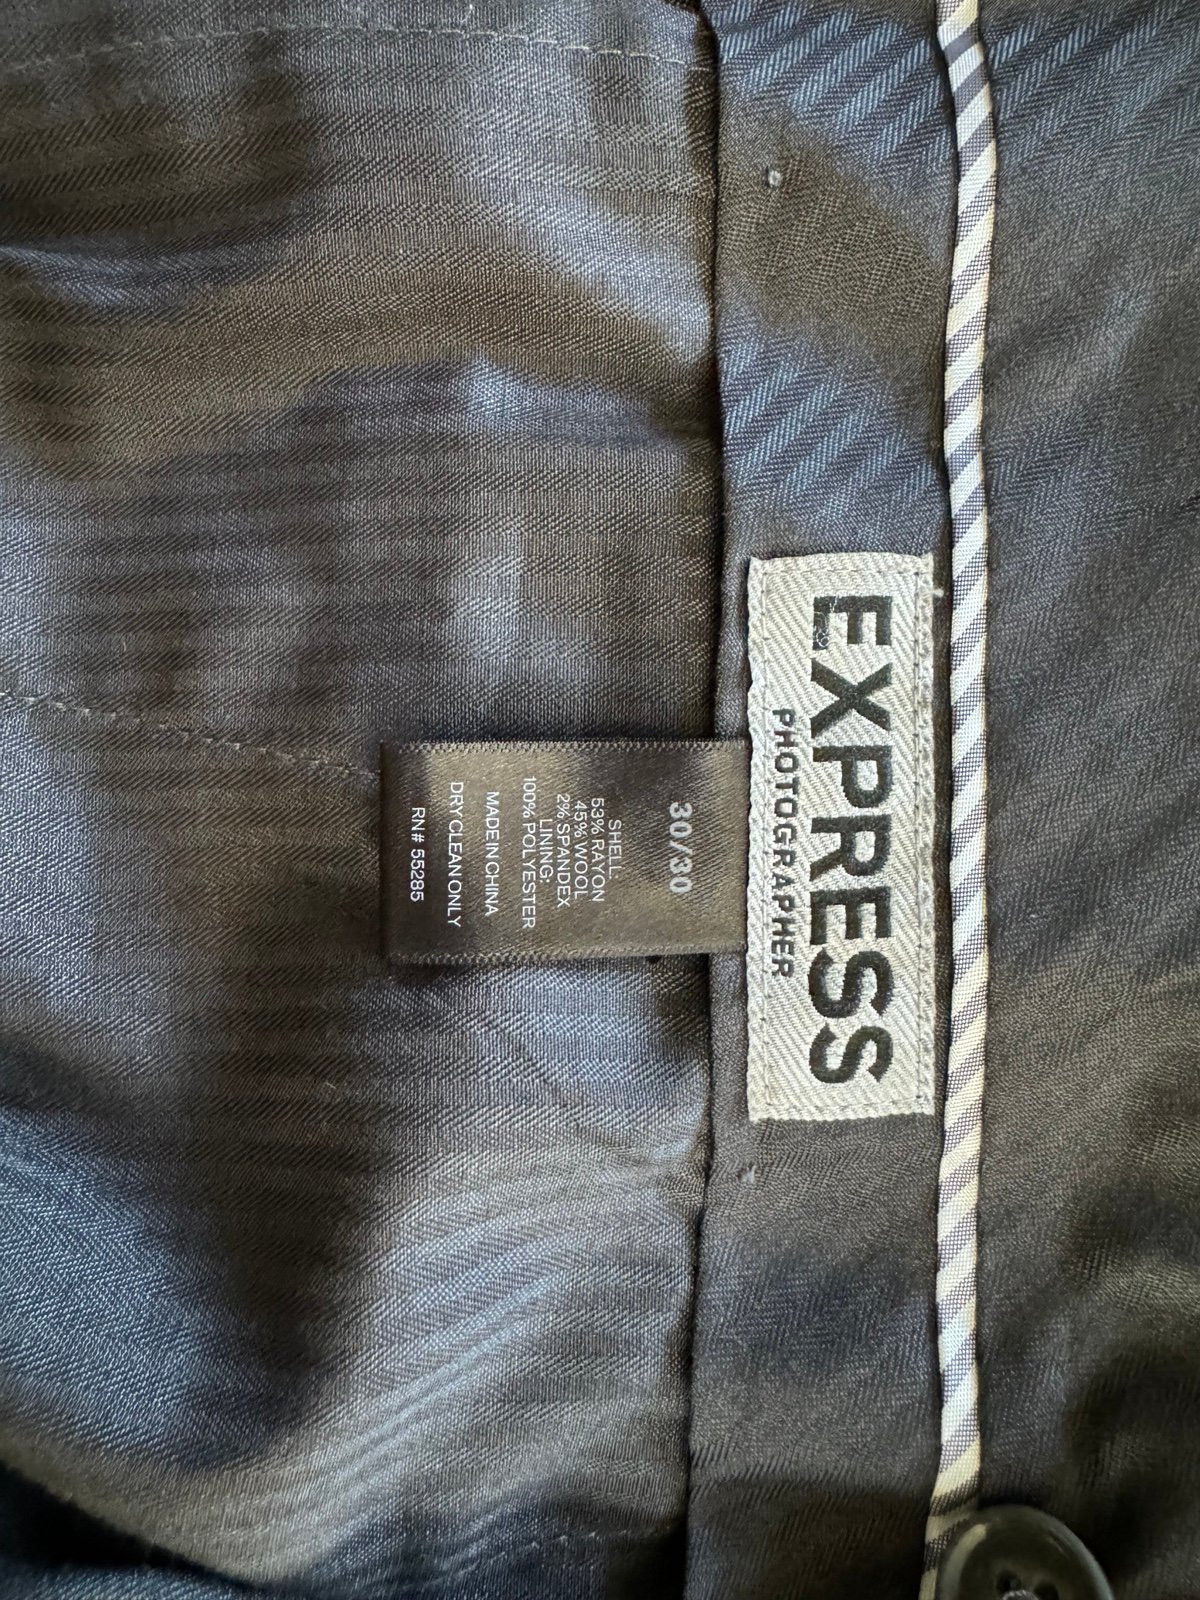 EXPRESS
PHOTOGRAPHER
30/30
SHELL:
53% RAYON
45% WOOL
2% SPANDEX
LINING:
100% POLYESTER
MADE IN CHINA
DRY CLEAN ONLY
RN# 55285